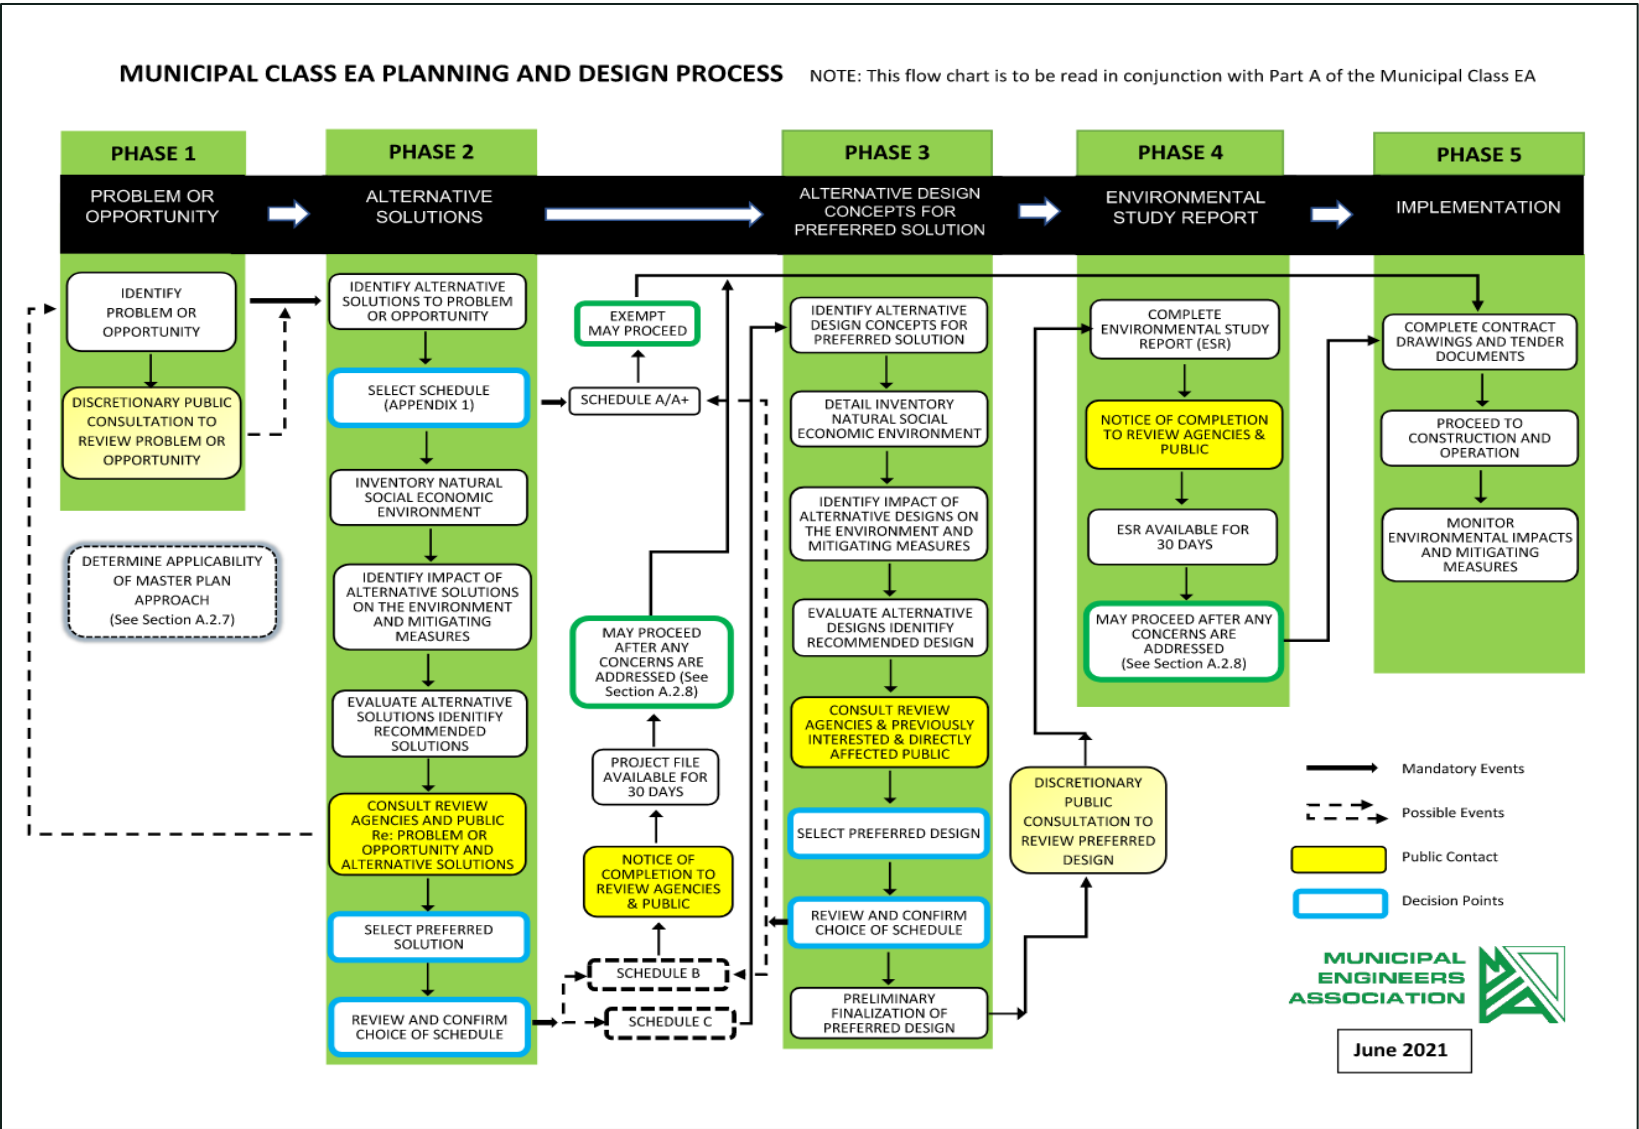 MUNICIPAL CLASS EA PLANNING AND DESIGN PROCESS
NOTE: This flow chart is to be read in conjunction with Part A of the Municipal Class EA
PHASE 1
PROBLEM OR
OPPORTUNITY
IDENTIFY
PROBLEM OR
OPPORTUNITY
DISCRETIONARY PUBLIC
CONSULTATION TO
REVIEW PROBLEM OR
OPPORTUNITY
DETERMINE APPLICABILITY
OF MASTER PLAN
APPROACH
(See Section A.2.7)
PHASE 2
ALTERNATIVE
SOLUTIONS
IDENTIFY ALTERNATIVE
SOLUTIONS TO PROBLEM
OR OPPORTUNITY
SELECT SCHEDULE
(APPENDIX 1)
INVENTORY NATURAL
SOCIAL ECONOMIC
ENVIRONMENT
IDENTIFY IMPACT OF
ALTERNATIVE SOLUTIONS
ON THE ENVIRONMENT
AND MITIGATING
MEASURES
EVALUATE ALTERNATIVE
SOLUTIONS IDENITIFY
RECOMMENDED
SOLUTIONS
CONSULT REVIEW
AGENCIES AND PUBLIC
Re: PROBLEM OR
OPPORTUNITY AND
ALTERNATIVE SOLUTIONS
SELECT PREFERRED
SOLUTION
REVIEW AND CONFIRM
CHOICE OF SCHEDULE
EXEMPT
MAY PROCEED
SCHEDULE A/A+
MAY PROCEED
AFTER ANY
CONCERNS ARE
ADDRESSED (See
Section A.2.8)
PROJECT FILE
AVAILABLE FOR
30 DAYS
NOTICE OF
COMPLETION TO
REVIEW AGENCIES
& PUBLIC
SCHEDULE B
SCHEDULE C
PHASE 3
ALTERNATIVE DESIGN
CONCEPTS FOR
PREFERRED SOLUTION
IDENTIFY ALTERNATIVE
DESIGN CONCEPTS FOR
PREFERRED SOLUTION
DETAIL INVENTORY
NATURAL SOCIAL
ECONOMIC ENVIRONMENT
IDENTIFY IMPACT OF
ALTERNATIVE DESIGNS ON
THE ENVIRONMENT AND
MITIGATING MEASURES
EVALUATE ALTERNATIVE
DESIGNS IDENTIFY
RECOMMENDED DESIGN
CONSULT REVIEW
AGENCIES & PREVIOUSLY
INTERESTED & DIRECTLY
AFFECTED PUBLIC
SELECT PREFERRED DESIGN
REVIEW AND CONFIRM
CHOICE OF SCHEDULE
PRELIMINARY
FINALIZATION OF
PREFERRED DESIGN
DISCRETIONARY
PUBLIC
CONSULTATION TO
REVIEW PREFERRED
DESIGN
PHASE 4
ENVIRONMENTAL
STUDY REPORT
COMPLETE
ENVIRONMENTAL STUDY
REPORT (ESR)
NOTICE OF COMPLETION
TO REVIEW AGENCIES &
PUBLIC
ESR AVAILABLE FOR
30 DAYS
MAY PROCEED AFTER ANY
CONCERNS ARE
ADDRESSED
(See Section A.2.8)
PHASE 5
IMPLEMENTATION
COMPLETE CONTRACT
DRAWINGS AND TENDER
DOCUMENTS
PROCEED TO
CONSTRUCTION AND
OPERATION
MONITOR
ENVIRONMENTAL IMPACTS
AND MITIGATING
MEASURES
Mandatory Events
Possible Events
Public Contact
Decision Points
MUNICIPAL
ENGINEERS
ASSOCIATION
MEA
June 2021